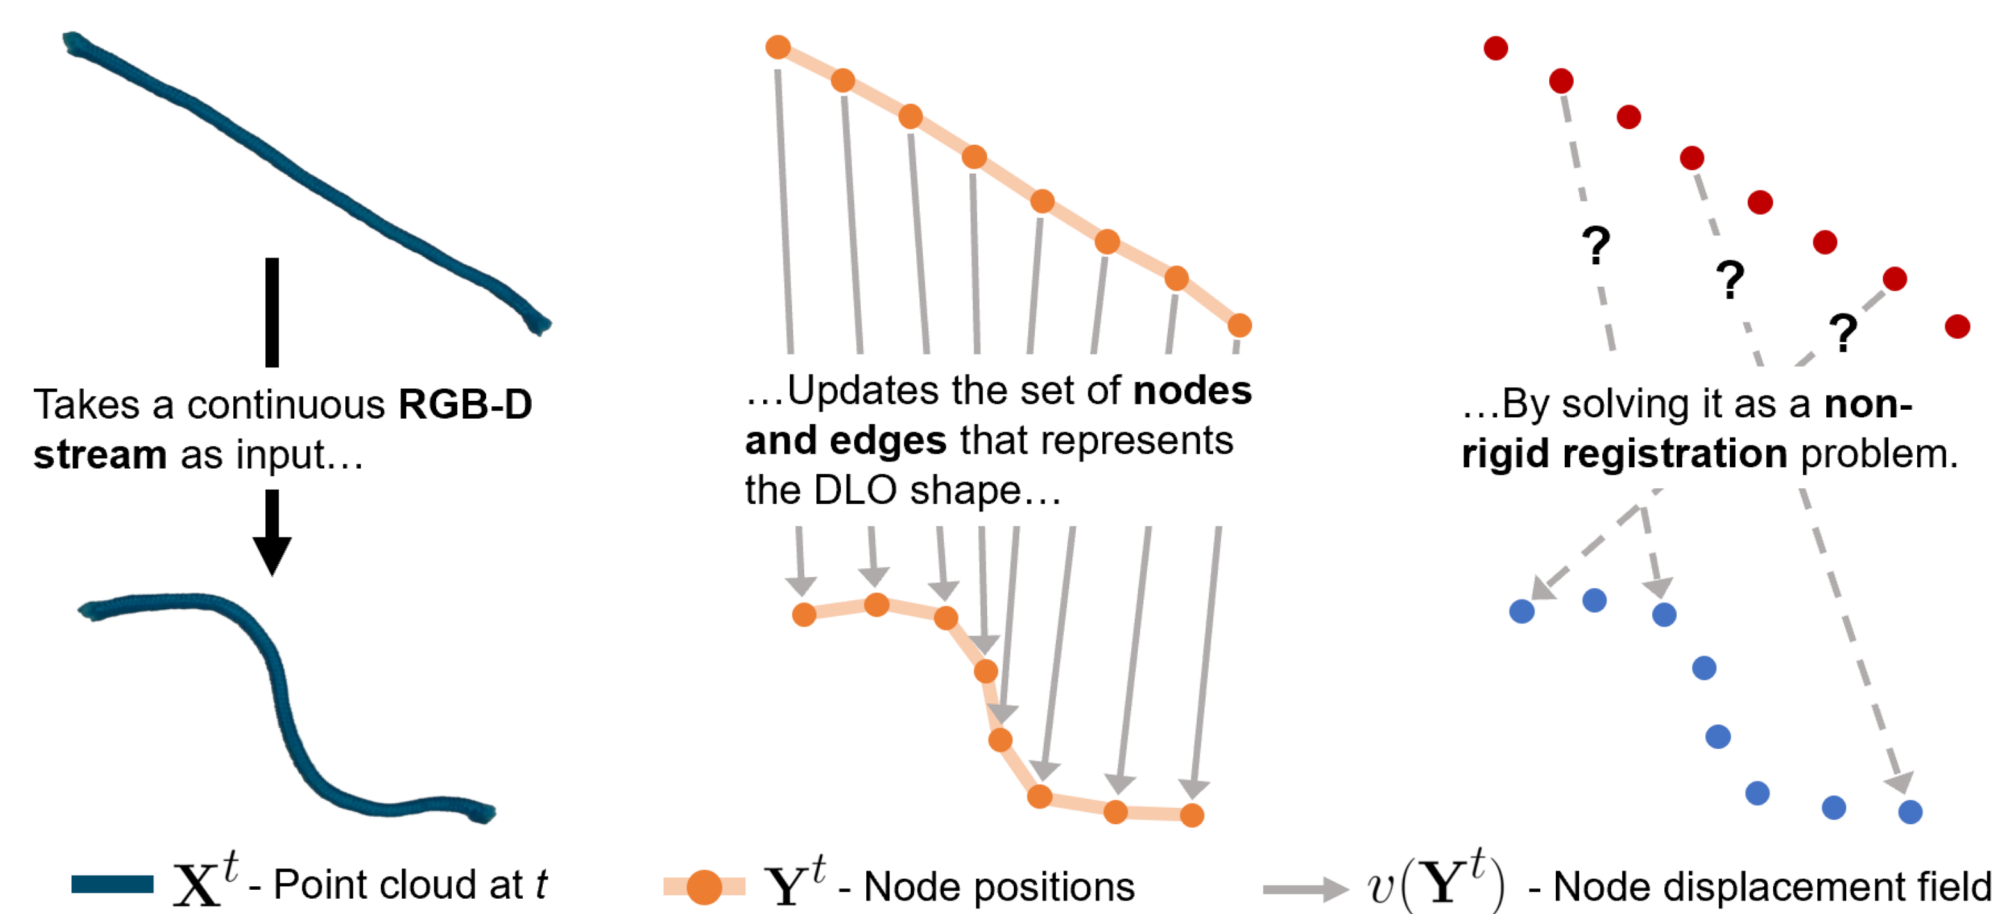 Takes a continuous RGB-D
stream as input…
…Updates the set of nodes
and edges that represents
the DLO shape…
?
?
?
…By solving it as a non-
rigid registration problem.
X^t - Point cloud at t
Y^t - Node positions
v(Y^t) - Node displacement field